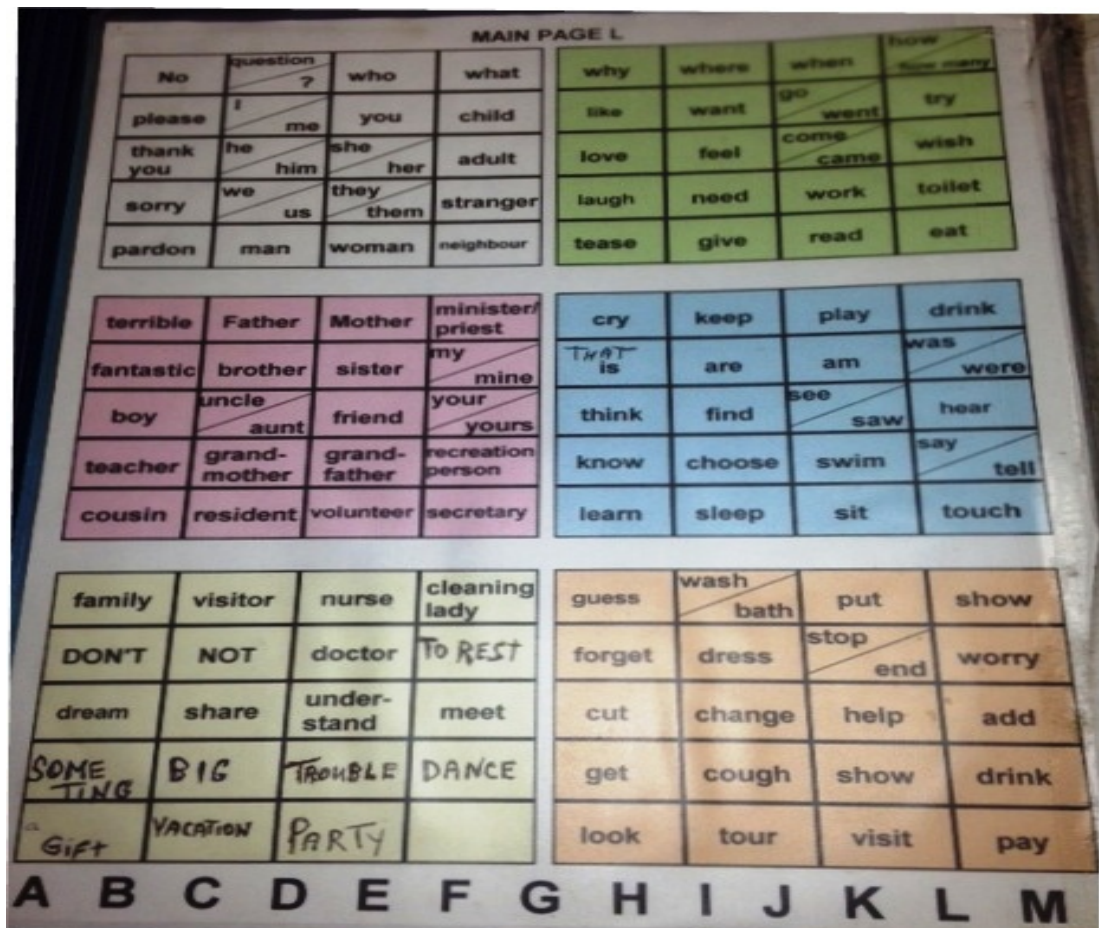 MAIN PAGE L
No question ? who what
please I me you child
thank you he him she her adult
sorry we us they them stranger
pardon man woman neighbour
why where when how how many
like want go went try
love feel come came wish
laugh need work toilet
tease give read eat
terrible Father Mother minister/ priest
fantastic brother sister my mine
boy uncle aunt friend your yours
teacher grand- mother grand- father recreation person
cousin resident volunteer secretary
cry keep play drink
THAT is are am was were
think find see saw hear
know choose swim say tell
learn sleep sit touch
family visitor nurse cleaning lady
DON'T NOT doctor TO REST
dream share under- stand meet
SOME TING BIG TROUBLE DANCE
Gift VACATION PARTY
guess wash bath put show
forget dress stop end worry
cut change help add
get cough show drink
look tour visit pay
A B C D E F G H I J K L M